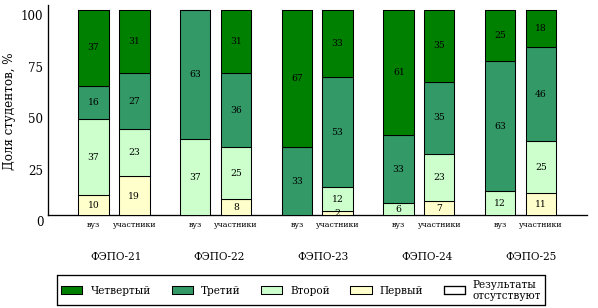 100
75
50
25
0
Доля студентов, %
37 31 63 31 67 33 61 35 25 18
16 27 37 36 33 53 33 35 63 46
37 23 25 12 6 23 12 25
10 19 8 2 7 11
вуз участники вуз участники вуз участники вуз участники вуз участники
ФЭПО-21 ФЭПО-22 ФЭПО-23 ФЭПО-24 ФЭПО-25
Четвертый Третий Второй Первый Результаты
отсутствуют